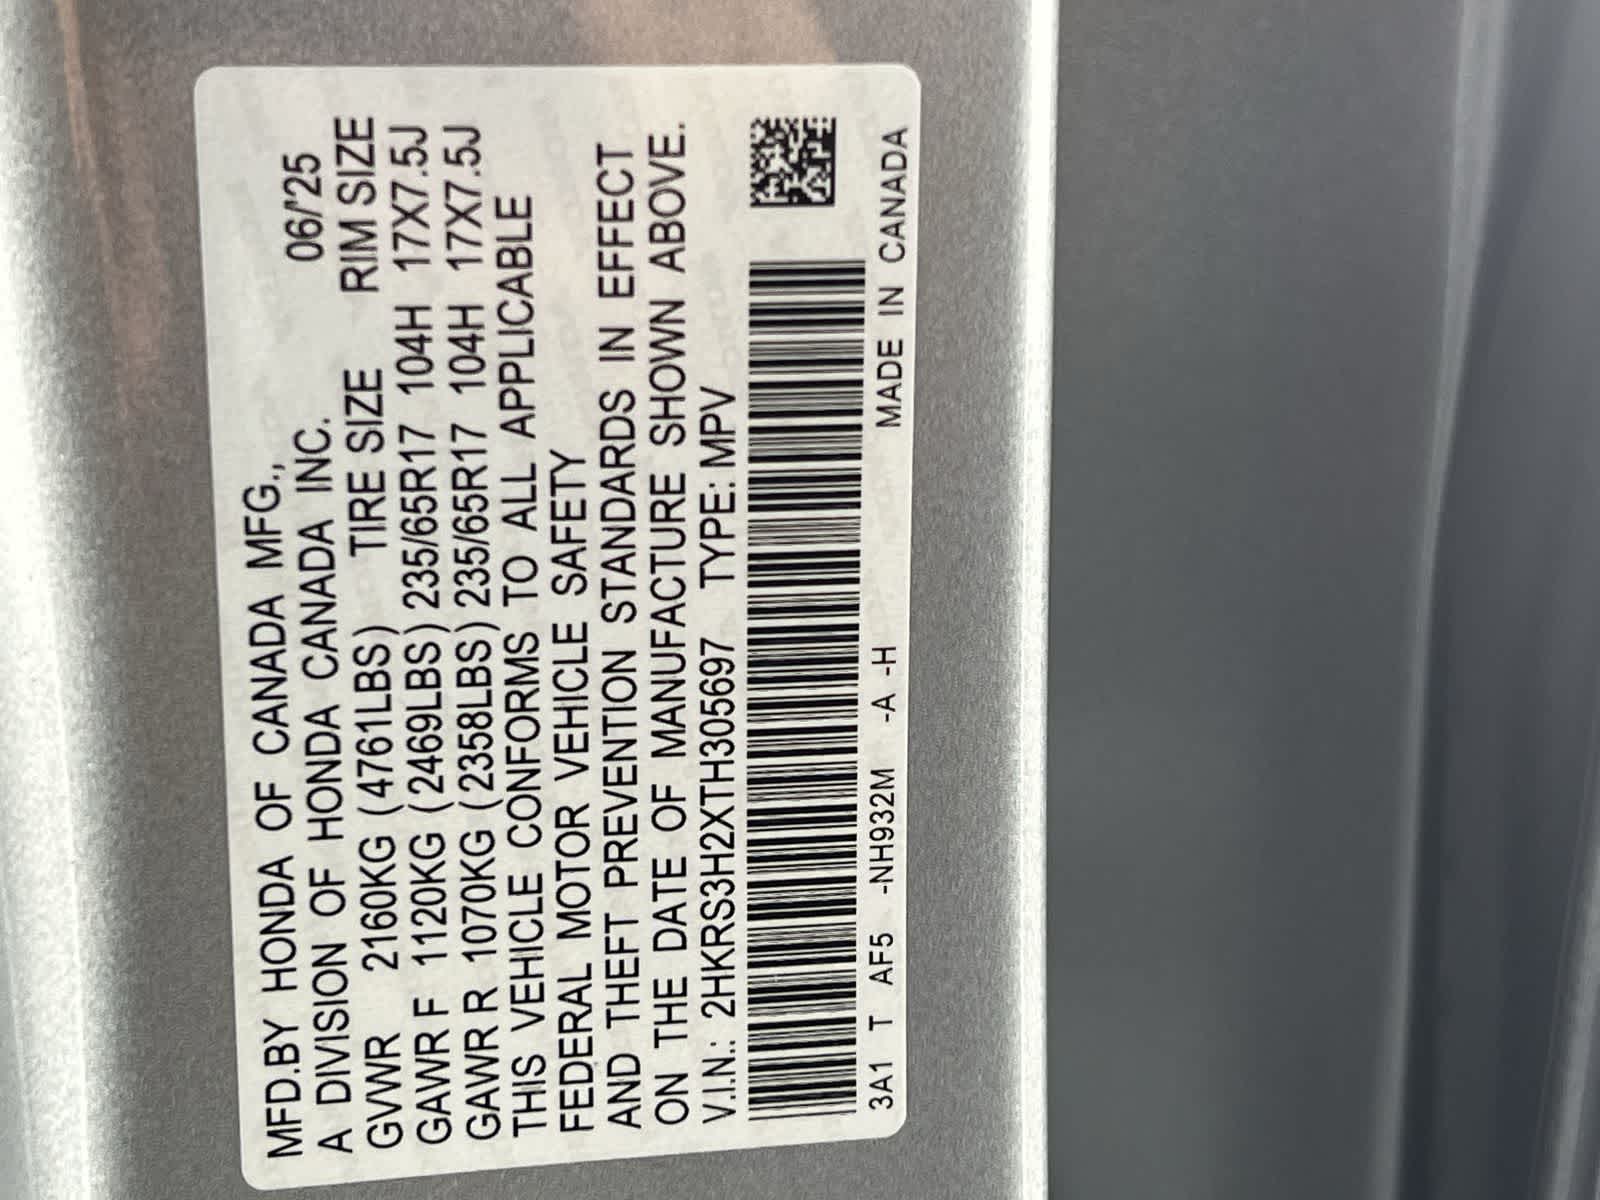 MFD.BY HONDA OF CANADA MFG.,
A DIVISION OF HONDA CANADA INC. 06/'25
GVWR 2160KG (4761LBS) TIRE SIZE RIM SIZE
GAWR F 1120KG (2469LBS) 235/65R17 104H 17X7.5J
GAWR R 1070KG (2358LBS) 235/65R17 104H 17X7.5J
THIS VEHICLE CONFORMS TO ALL APPLICABLE
FEDERAL MOTOR VEHICLE SAFETY
AND THEFT PREVENTION STANDARDS IN EFFECT
ON THE DATE OF MANUFACTURE SHOWN ABOVE.
V.I.N.: 2HKRS3H2XTH305697 TYPE: MPV
3A1 T AF5 -NH932M -A -H MADE IN CANADA